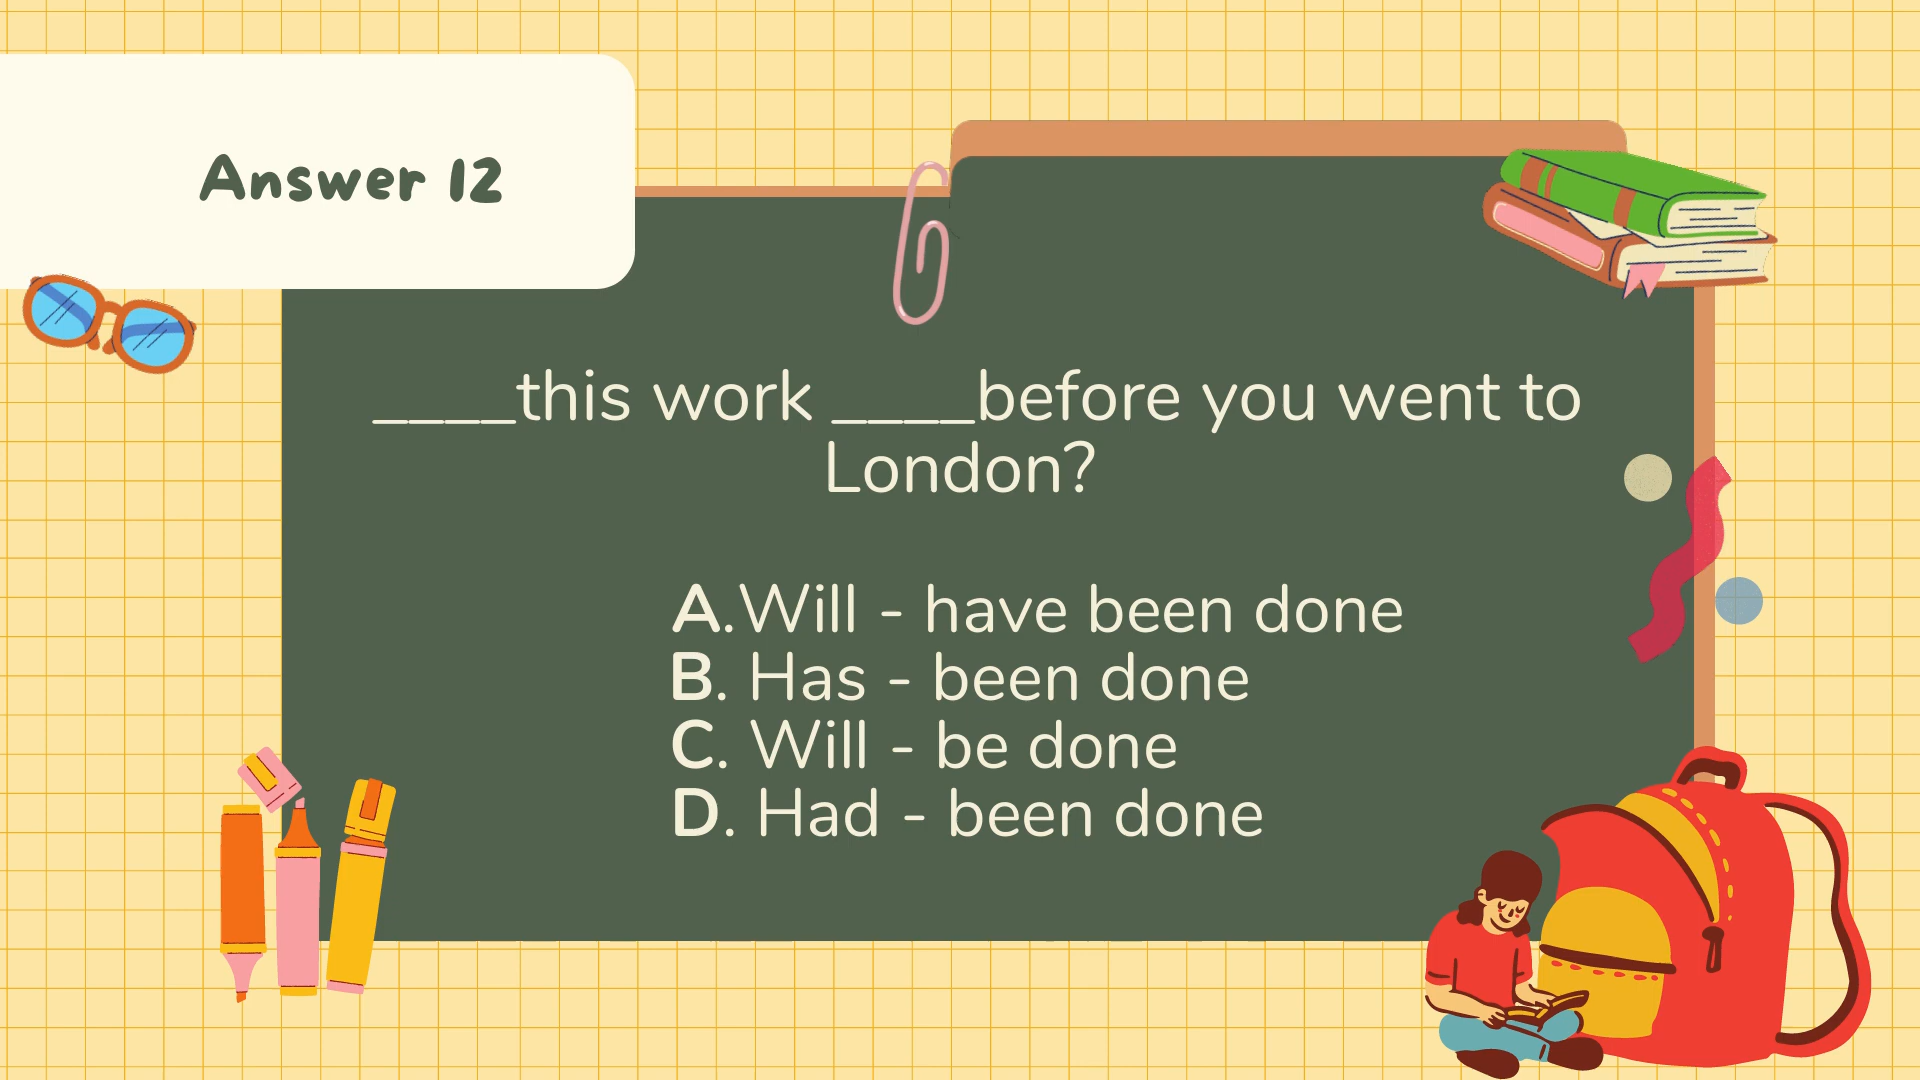 Answer 12
____this work ____before you went to
London?
A.Will - have been done
B. Has - been done
C. Will - be done
D. Had - been done